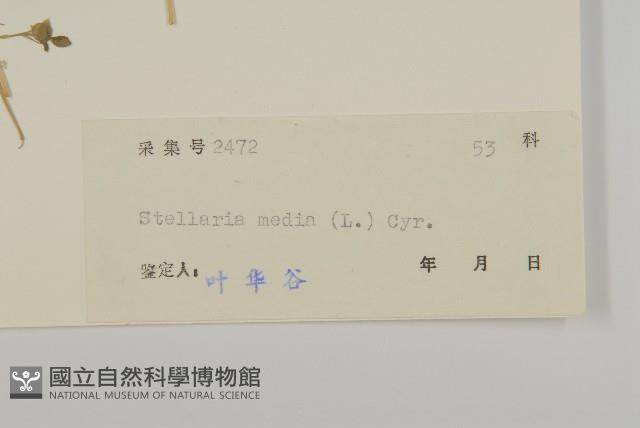 采集号 2472 53 科
Stellaria media (L.) Cyr.
鉴定人: 叶华谷 年 月 日
國立自然科學博物館
NATIONAL MUSEUM OF NATURAL SCIENCE